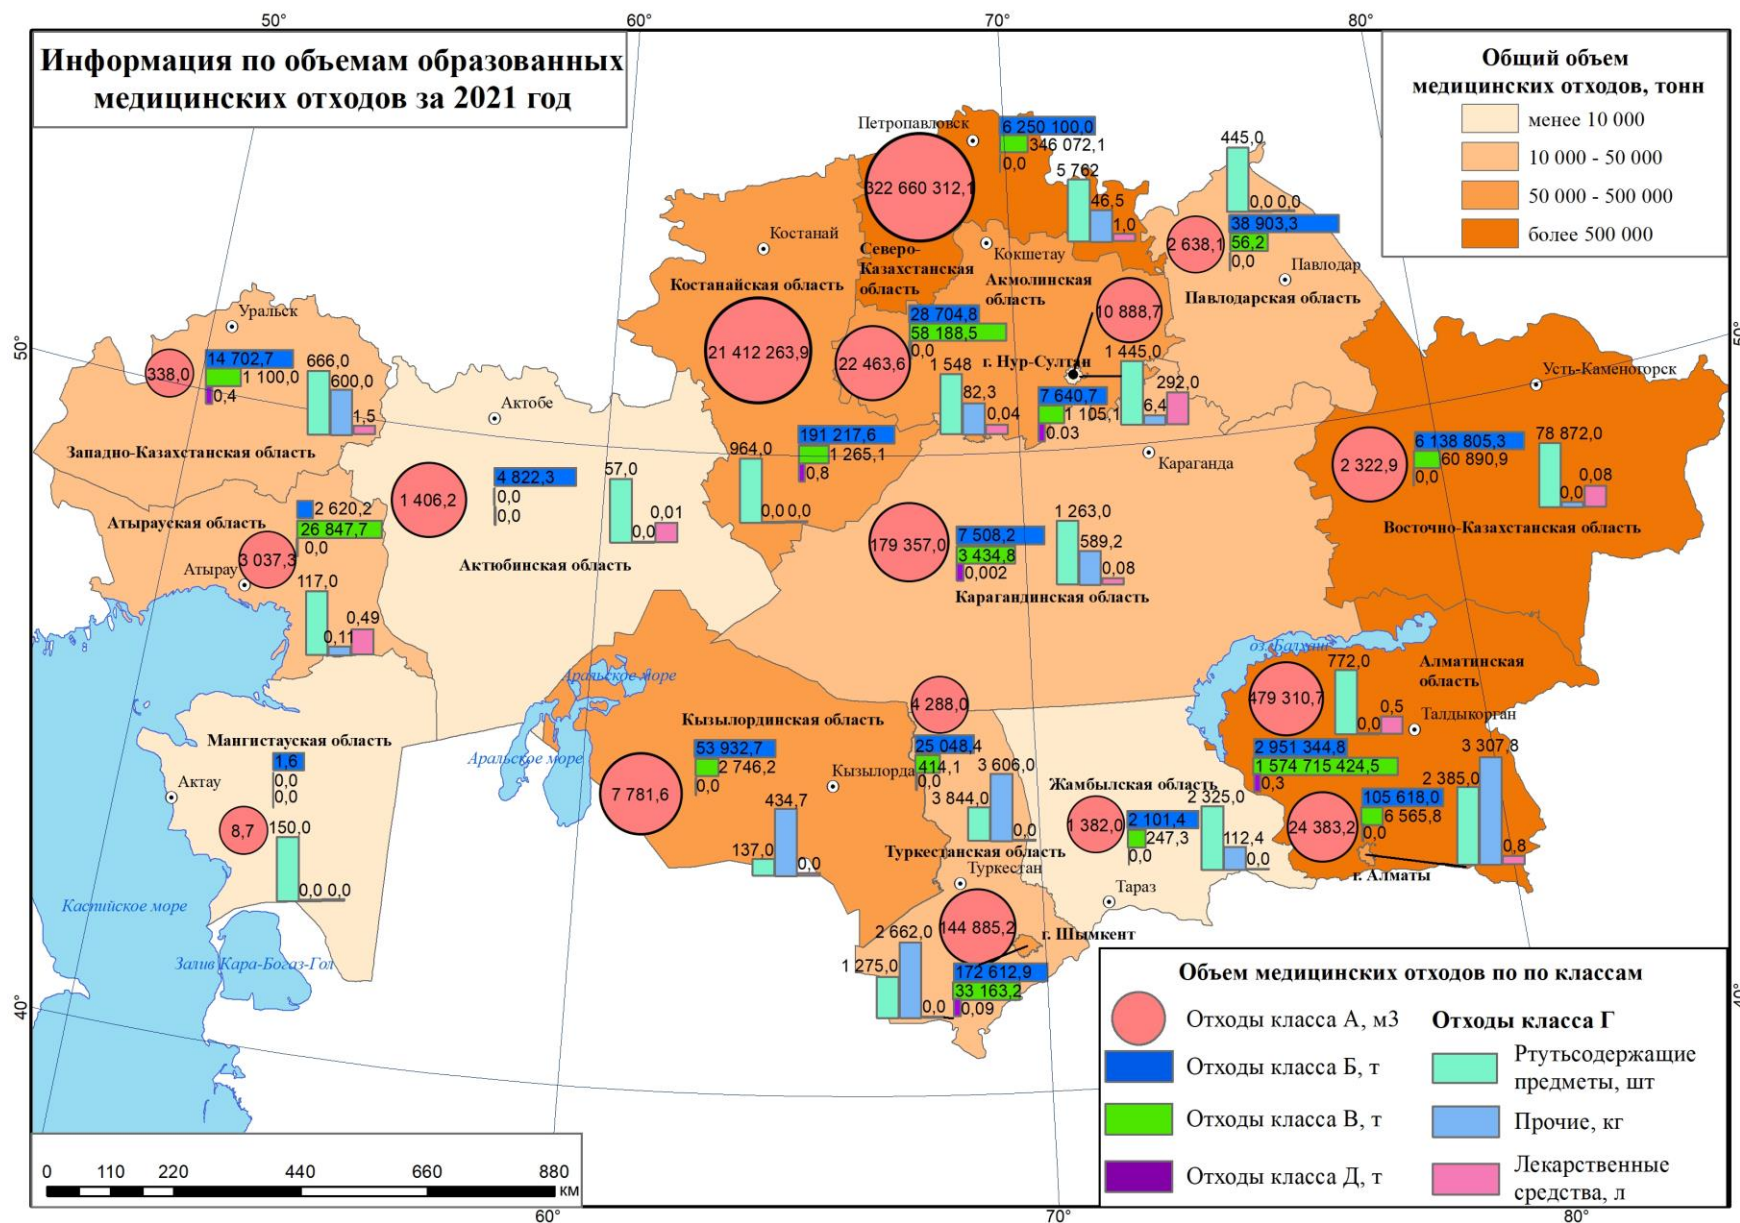 50°
60°
70°
80°
Информация по объемам образованных
медицинских отходов за 2021 год
Общий объем
медицинских отходов, тонн
менее 10 000
10 000 - 50 000
50 000 - 500 000
более 500 000
Петропавловск
6 250 100,0
346 072,1
0,0
5 762
46,5
1,0
322 660 312,1
Северо-
Казахстанская
область
445,0
0,0 0,0
38 903,3
56,2
0,0
2 638,1
Павлодар
Павлодарская область
Костанай
Костанайская область
21 412 263,9
191 217,6
1 265,1
0,8
964,0
0,0 0,0
Кокшетау
Акмолинская
область
28 704,8
58 188,5
0,0
22 463,6
1 548
82,3
0,04
10 888,7
г. Нур-Султан
1 445,0
6,4
292,0
7 640,7
1 105,1
0.03
50°
50°
Уральск
338,0
14 702,7
1 100,0
0,4
666,0
600,0
1,5
Западно-Казахстанская область
Актобе
1 406,2
4 822,3
0,0
0,0
57,0
0,0
0,01
Актюбинская область
Атырауская область
2 620,2
26 847,7
0,0
3 037,3
Атырау
117,0
0,11
0,49
Караганда
179 357,0
7 508,2
3 434,8
0,002
1 263,0
589,2
0,08
Карагандинская область
Усть-Каменогорск
2 322,9
6 138 805,3
60 890,9
0,0
78 872,0
0,0
0,08
Восточно-Казахстанская область
оз. Балхаш
Алматинская
область
479 310,7
772,0
0,0
0,5
Талдыкорган
2 951 344,8
1 574 715 424,5
0,3
24 383,2
105 618,0
6 565,8
0,0
2 385,0
3 307,8
0,8
г. Алматы
Мангистауская область
1,6
0,0
0,0
Актау
8,7
150,0
0,0 0,0
Аральское море
Аральское море
Кызылординская область
7 781,6
53 932,7
2 746,2
0,0
Кызылорда
137,0
434,7
0,0
4 288,0
25 048,4
414,1
0,0
3 844,0
3 606,0
0,0
Туркестанская область
Туркестан
Жамбылская область
1 382,0
2 101,4
247,3
0,0
2 325,0
112,4
0,0
Тараз
144 885,2
г. Шымкент
172 612,9
33 163,2
0,09
1 275,0
2 662,0
0,0
Каспийское море
Залив Кара-Богаз-Гол
40°
40°
Объем медицинских отходов по по классам
Отходы класса А, м3
Отходы класса Б, т
Отходы класса В, т
Отходы класса Д, т
Отходы класса Г
Ртутьсодержащие
предметы, шт
Прочие, кг
Лекарственные
средства, л
0 110 220 440 660 880
км
60°
70°
80°